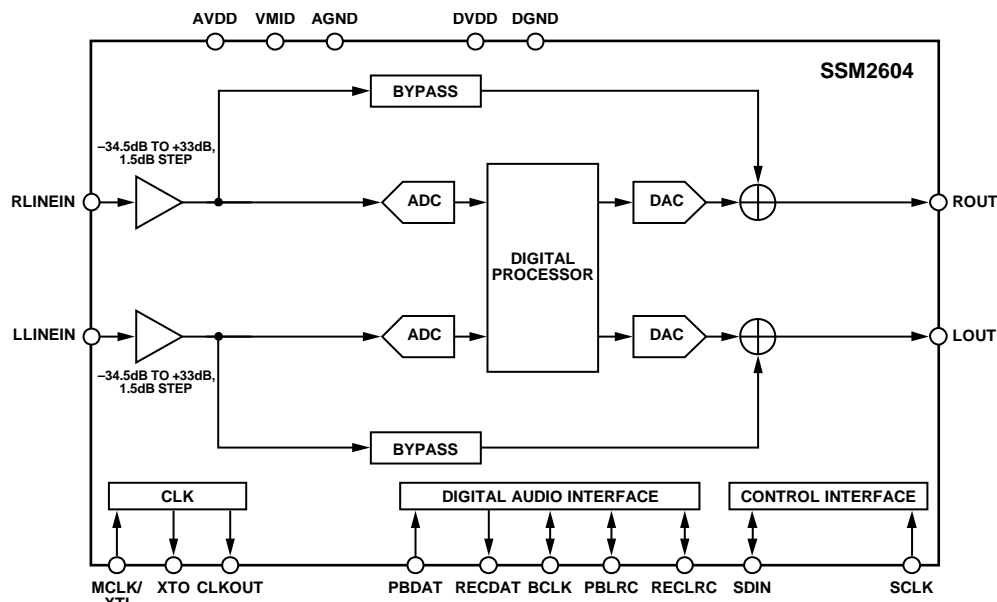 AVDD VMID AGND DVDD DGND
SSM2604
BYPASS
–34.5dB TO +33dB,
1.5dB STEP
RLINEIN
ADC
DAC
ROUT
DIGITAL
PROCESSOR
LLINEIN
ADC
DAC
LOUT
–34.5dB TO +33dB,
1.5dB STEP
BYPASS
CLK
DIGITAL AUDIO INTERFACE
CONTROL INTERFACE
MCLK/
XTI
XTO CLKOUT
PBDAT RECDAT BCLK PBLRC RECLRC
SDIN
SCLK